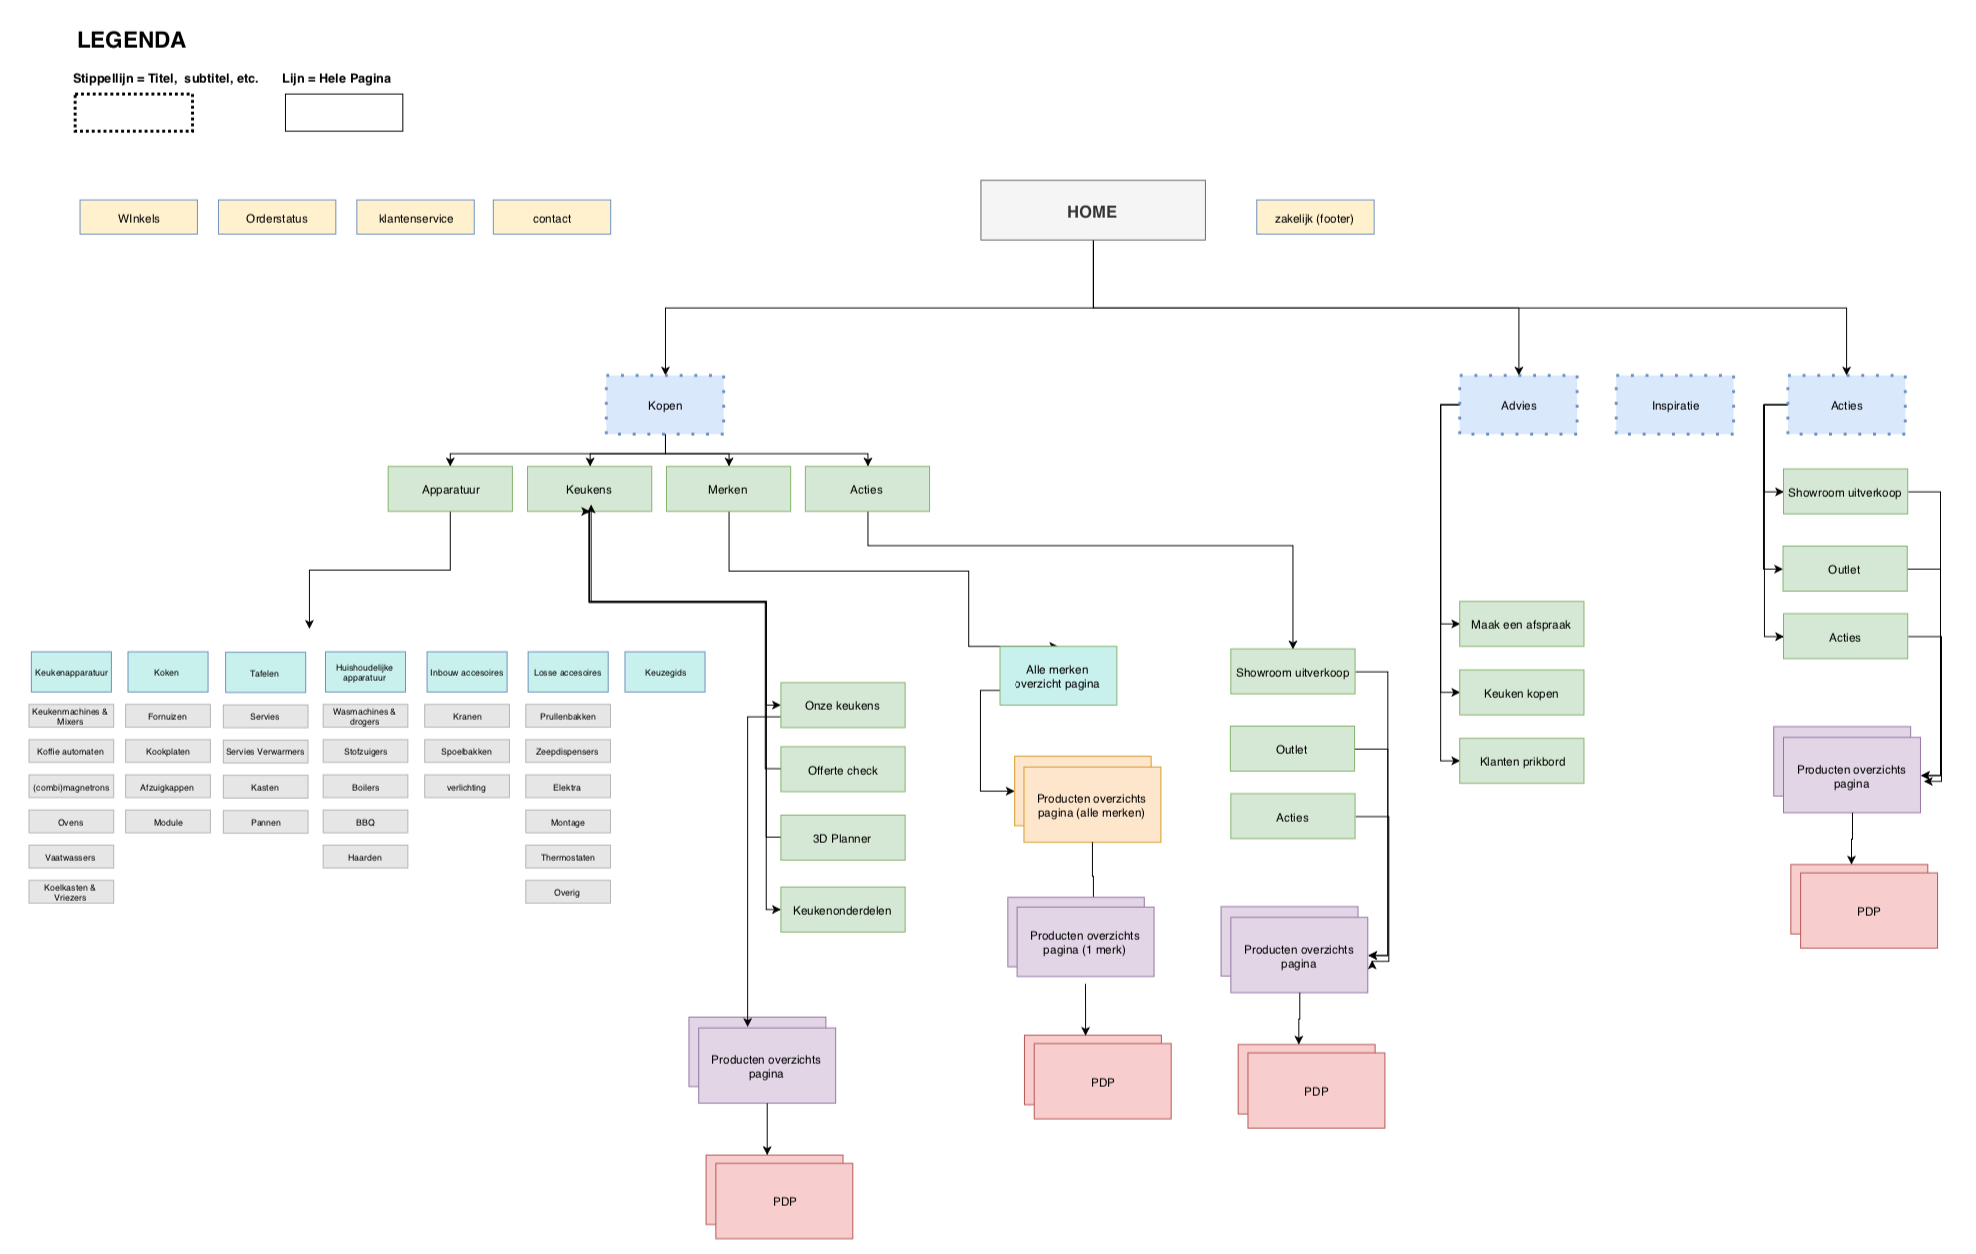 LEGENDA
Stippellijn = Titel, subtitel, etc.
Lijn = Hele Pagina
WInkels
Orderstatus
klantenservice
contact
HOME
zakelijk (footer)
Kopen
Advies
Inspiratie
Acties
Apparatuur
Keukens
Merken
Acties
Showroom uitverkoop
Outlet
Acties
Maak een afspraak
Keuken kopen
Klanten prikbord
Keukenapparatuur
Koken
Tafelen
Huishoudelijke
apparatuur
Inbouw accesoires
Losse accesoires
Keuzegids
Keukenmachines &
Mixers
Koffie automaten
(combi)magnetrons
Ovens
Vaatwassers
Koelkasten &
Vriezers
Fornuizen
Kookplaten
Afzuigkappen
Module
Servies
Servies Verwarmers
Kasten
Pannen
Wasmachines &
drogers
Stofzuigers
Boilers
BBQ
Haarden
Kranen
Spoelbakken
verlichting
Prullenbakken
Zeepdispensers
Elektra
Montage
Thermostaten
Overig
Onze keukens
Offerte check
3D Planner
Keukenonderdelen
Alle merken
overzicht pagina
Producten overzichts
pagina (alle merken)
Producten overzichts
pagina (1 merk)
PDP
Showroom uitverkoop
Outlet
Acties
Producten overzichts
pagina
PDP
Producten overzichts
pagina
PDP
Producten overzichts
pagina
PDP